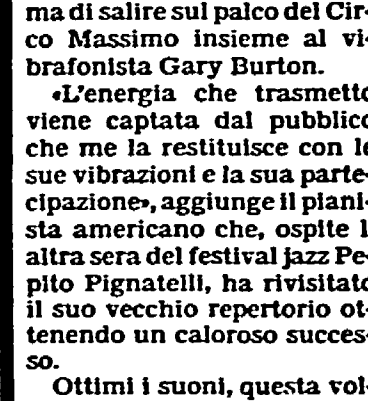 ma di salire sul palco del Cir-
co Massimo insieme al vi-
brafonista Gary Burton.
«L'energia che trasmetto
viene captata dal pubblico
che me la restituisce con le
sue vibrazioni e la sua parte-
cipazione», aggiunge il piani-
sta americano che, ospite l'
altra sera del festival jazz Pe-
pito Pignatelli, ha rivisitato
il suo vecchio repertorio ot-
tenendo un caloroso succes-
so.
Ottimi i suoni, questa vol-